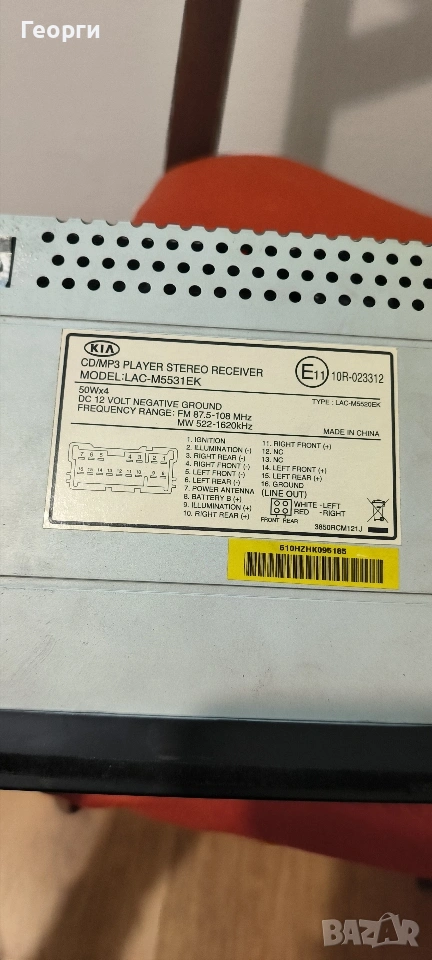 Георги
KIA
CD/MP3 PLAYER STEREO RECEIVER
MODEL:LAC-M5531EK
50Wx4
DC 12 VOLT NEGATIVE GROUND
FREQUENCY RANGE: FM 87.5-108 MHz
MW 522-1620kHz
E11 10R-023312
TYPE : LAC-M5520EK
MADE IN CHINA
1. IGNITION
2. ILLUMINATION (-)
3. RIGHT REAR (-)
4. RIGHT FRONT (-)
5. LEFT FRONT (-)
6. LEFT REAR (-)
7. POWER ANTENNA
8. BATTERY B (+)
9. ILLUMINATION (+)
10. RIGHT REAR (+)
11. RIGHT FRONT (+)
12. NC
13. NC
14. LEFT FRONT (+)
15. LEFT REAR (+)
16. GROUND
(LINE OUT)
WHITE -LEFT
RED -RIGHT
FRONT REAR
3850RCM121J
610HZHK095185
BAZAR